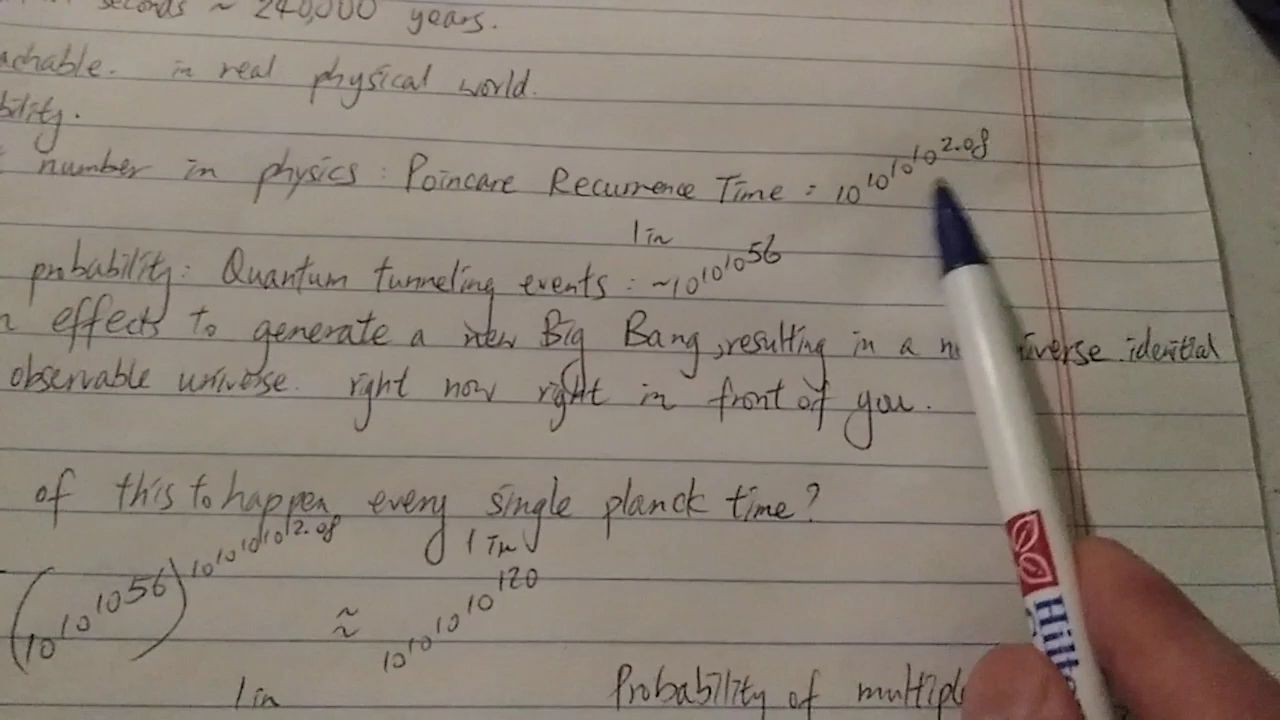 seconds ~ 240,000 years.
achable. in real physical world.
bility.
number in physics : Poincare Recurrence Time : 10^10^10^10^2.08
1 in
probability: Quantum tunneling events : ~10^10^10^56
n effects to generate a new Big Bang, resulting in a n iverse idential
observable universe. right now right in front of you.
of this to happen every single planck time?
1 in
(10^10^10^56)^10^10^10^10^2.08 ≈ 10^10^10^10^120
1 in Probability of multipl
Hilt